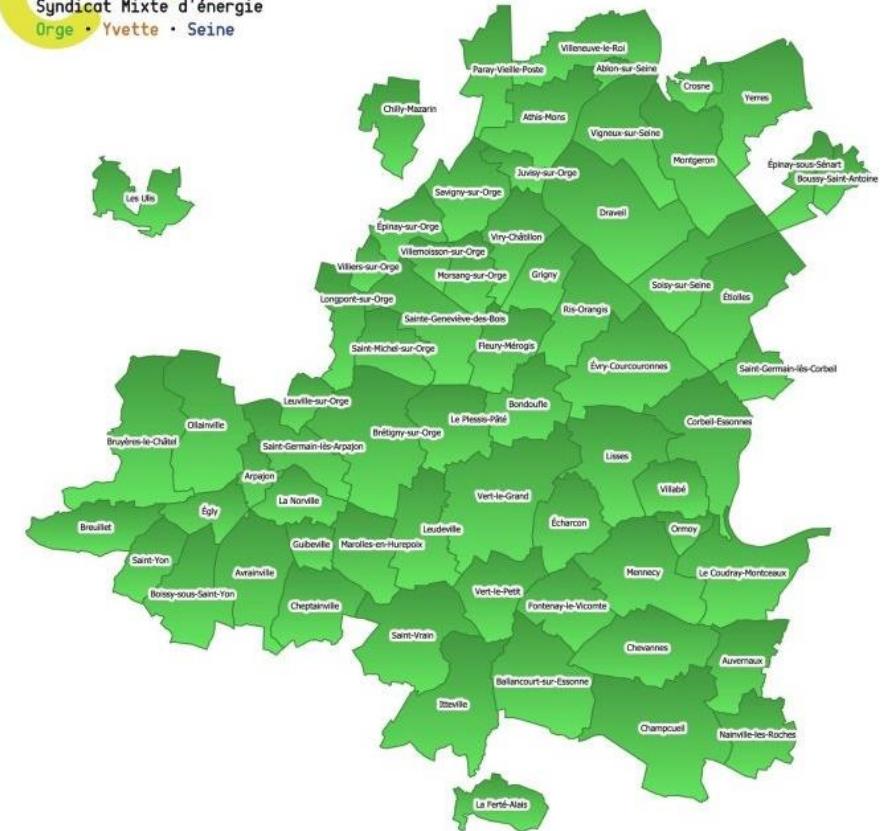 Syndicat Mixte d'énergie
Orge • Yvette • Seine
Villeneuve-le-Roi
Paray-Vieille-Poste
Ablon-sur-Seine
Crosne
Yerres
Chilly-Mazarin
Athis-Mons
Vigneux-sur-Seine
Montgeron
Épinay-sous-Sénart
Boussy-Saint-Antoine
Juvisy-sur-Orge
Savigny-sur-Orge
Les Ulis
Draveil
Épinay-sur-Orge
Viry-Châtillon
Villemoisson-sur-Orge
Villiers-sur-Orge
Morsang-sur-Orge
Grigny
Soisy-sur-Seine
Étiolles
Longpont-sur-Orge
Ris-Orangis
Sainte-Geneviève-des-Bois
Saint-Michel-sur-Orge
Fleury-Mérogis
Évry-Courcouronnes
Saint-Germain-lès-Corbeil
Leuville-sur-Orge
Bondoufle
Le Plessis-Pâté
Corbeil-Essonnes
Ollainville
Brétigny-sur-Orge
Bruyères-le-Châtel
Saint-Germain-lès-Arpajon
Lisses
Arpajon
Villabé
La Norville
Vert-le-Grand
Égly
Écharcon
Breuillet
Leudeville
Ormoy
Guibeville
Marolles-en-Hurepoix
Saint-Yon
Avrainville
Mennecy
Le Coudray-Montceaux
Boissy-sous-Saint-Yon
Vert-le-Petit
Cheptainville
Fontenay-le-Vicomte
Saint-Vrain
Chevannes
Auvernaux
Ballancourt-sur-Essonne
Itteville
Champcueil
Nainville-les-Roches
La Ferté-Alais